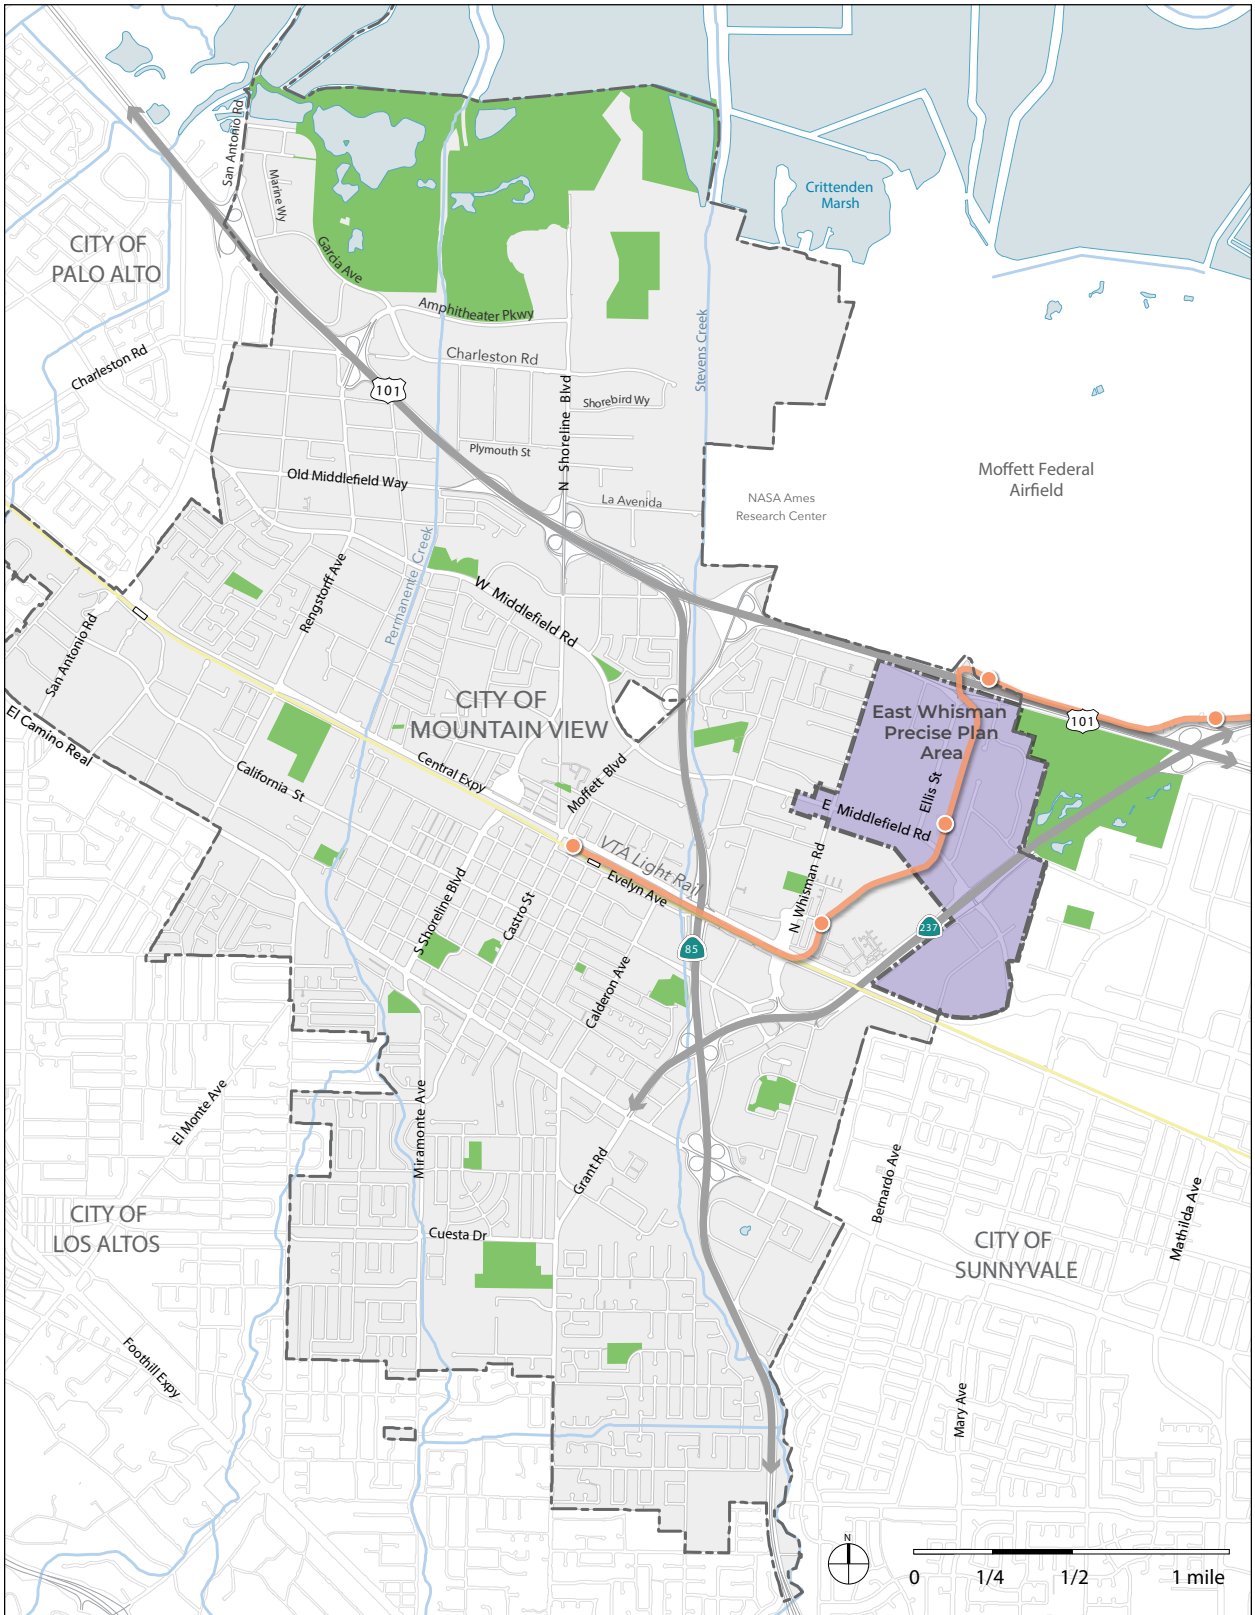 San Antonio Rd
Marine Wy
Crittenden
Marsh
CITY OF
PALO ALTO
Garcia Ave
Amphitheater Pkwy
Stevens Creek
Charleston Rd
Charleston Rd
101
N Shoreline Blvd
Shorebird Wy
Plymouth St
Old Middlefield Way
La Avenida
NASA Ames
Research Center
Moffett Federal
Airfield
Permanente Creek
Rengstorff Ave
W Middlefield Rd
San Antonio Rd
El Camino Real
CITY OF
MOUNTAIN VIEW
East Whisman
Precise Plan
Area
101
California St
Central Expy
Moffett Blvd
Ellis St
E Middlefield Rd
VTA Light Rail
Evelyn Ave
N Whisman Rd
S Shoreline Blvd
Castro St
237
85
Calderon Ave
El Monte Ave
Miramonte Ave
Grant Rd
Bernardo Ave
Mathilda Ave
CITY OF
LOS ALTOS
Cuesta Dr
CITY OF
SUNNYVALE
Foothill Expy
Mary Ave
N
0 1/4 1/2 1 mile